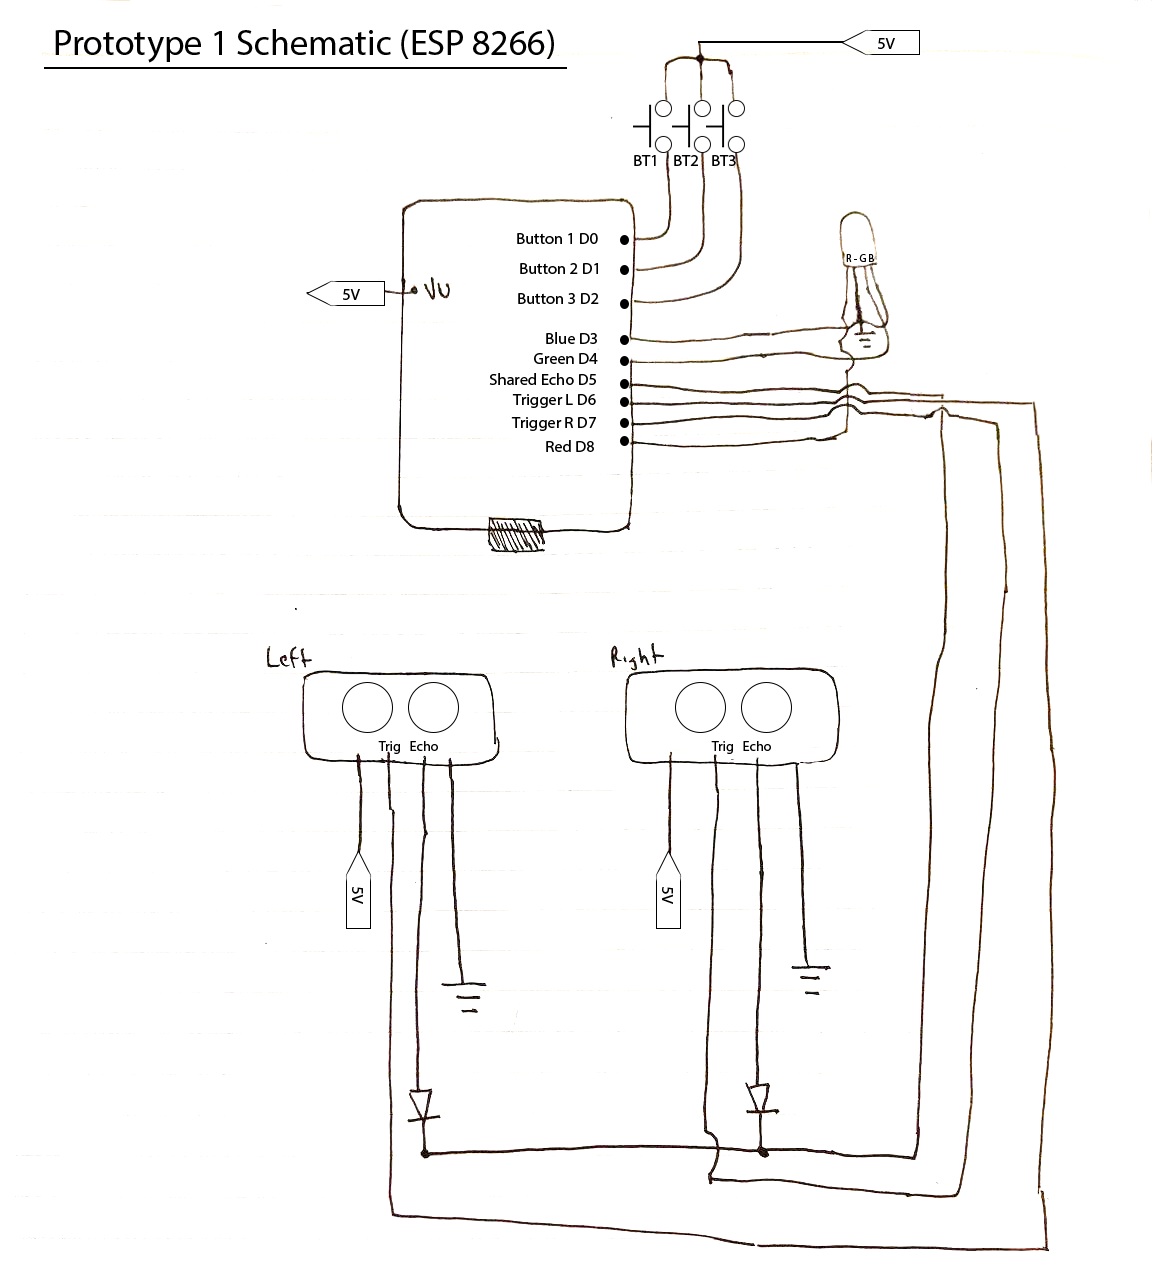 Prototype 1 Schematic (ESP 8266)
5V
BT1 BT2 BT3
Button 1 D0
Button 2 D1
Button 3 D2
5V
VU
R-GB
Blue D3
Green D4
Shared Echo D5
Trigger L D6
Trigger R D7
Red D8
Left
Right
Trig Echo
Trig Echo
5V
5V